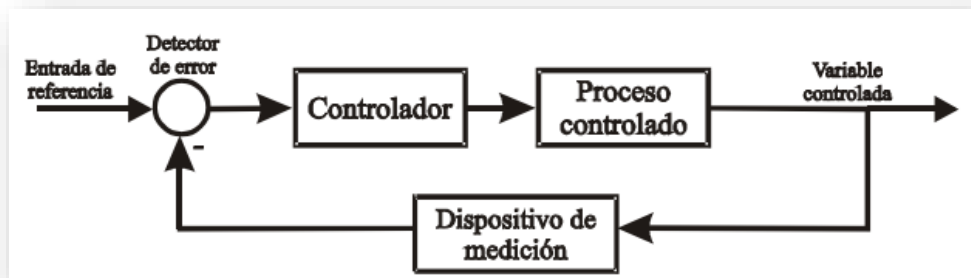 Detector
de error
Entrada de
referencia
Controlador
Proceso
controlado
Variable
controlada
-
Dispositivo de
medición